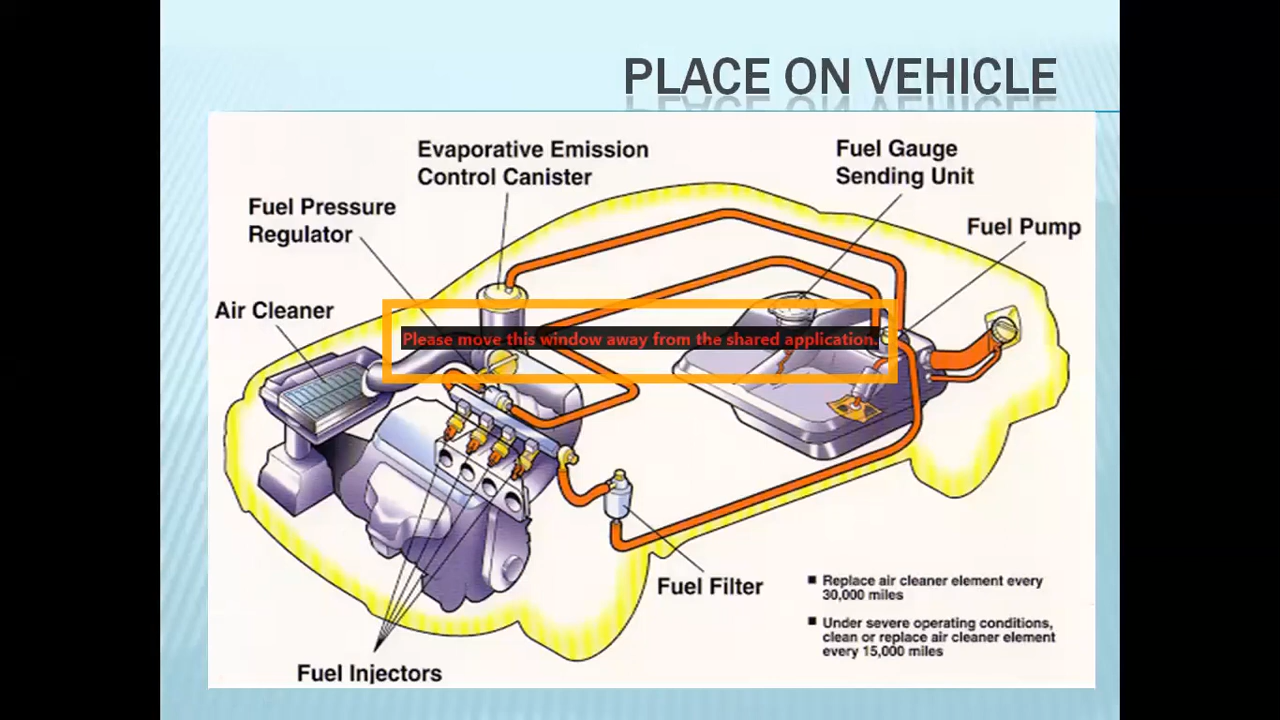 PLACE ON VEHICLE
Evaporative Emission
Control Canister
Fuel Gauge
Sending Unit
Fuel Pressure
Regulator
Fuel Pump
Air Cleaner
Please move this window away from the shared application.
Fuel Filter
■ Replace air cleaner element every
30,000 miles
■ Under severe operating conditions,
clean or replace air cleaner element
every 15,000 miles
Fuel Injectors